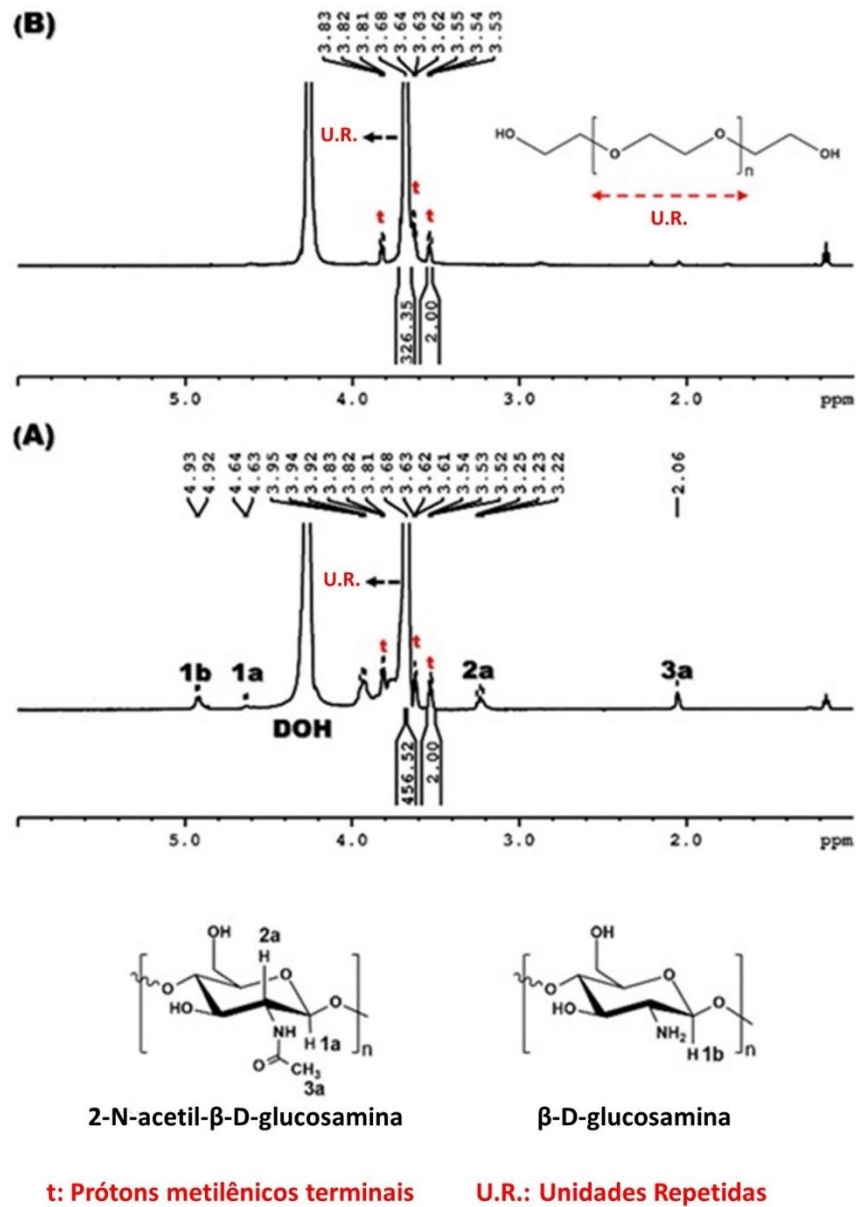 (B)
3.83
3.82
3.81
3.68
3.64
3.63
3.62
3.55
3.54
3.53
U.R.
HO
O
O
n
OH
U.R.
t
t
t
326.35
2.00
5.0
4.0
3.0
2.0
ppm
(A)
4.93
4.92
4.64
4.63
3.95
3.94
3.92
3.83
3.82
3.81
3.68
3.63
3.62
3.61
3.54
3.53
3.52
3.25
3.23
3.22
2.06
U.R.
1b
1a
t
t
t
2a
3a
DOH
456.52
2.00
5.0
4.0
3.0
2.0
ppm
OH
2a
H
O
O
O
HO
NH
H 1a
n
O
CH3
3a
OH
O
O
O
HO
NH2
H 1b
n
2-N-acetil-β-D-glucosamina
β-D-glucosamina
t: Prótons metilênicos terminais
U.R.: Unidades Repetidas